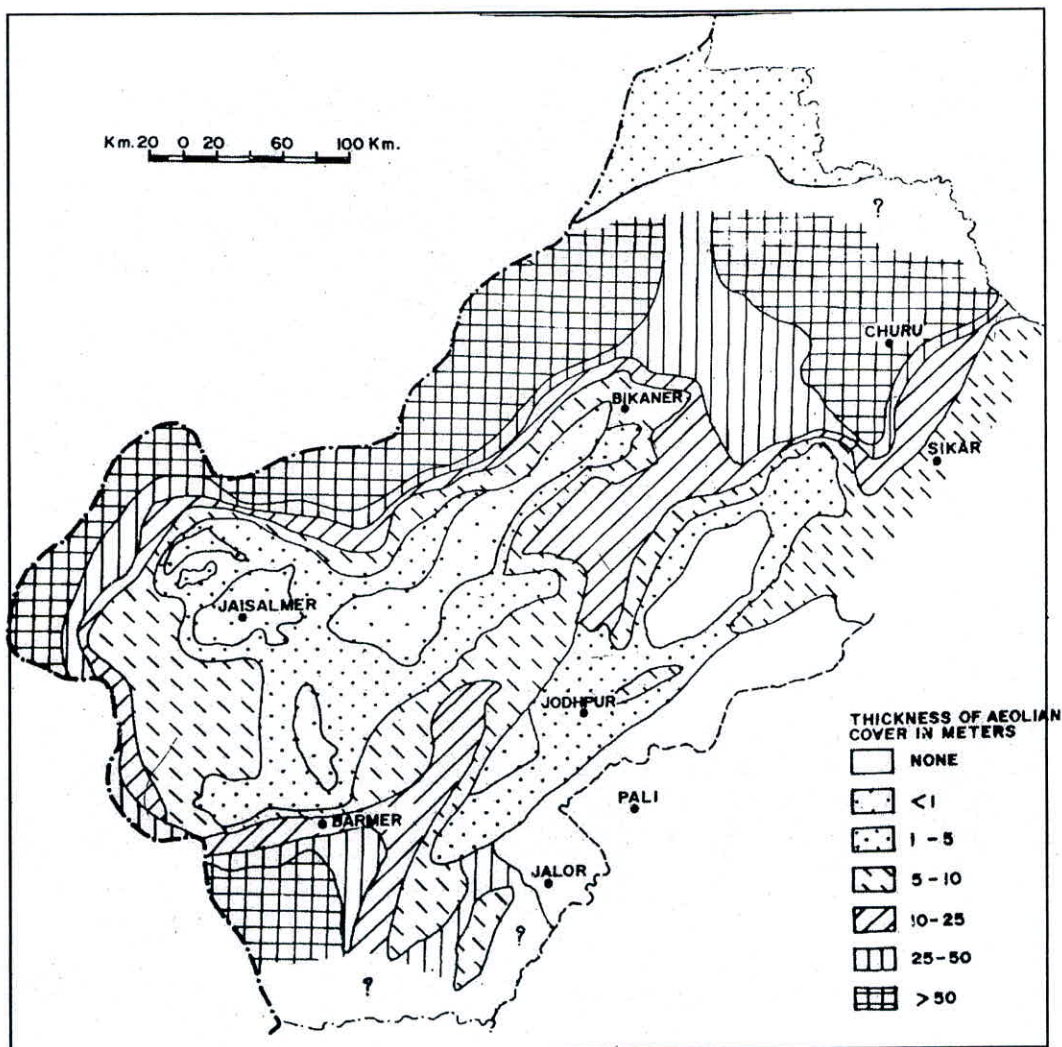 Km. 20 0 20 60 100 Km.
?
CHURU
BIKANER
SIKAR
JAISALMER
JODHPUR
THICKNESS OF AEOLIAN
COVER IN METERS
NONE
<1
1-5
5-10
10-25
25-50
>50
PALI
BARMER
JALOR
?
?